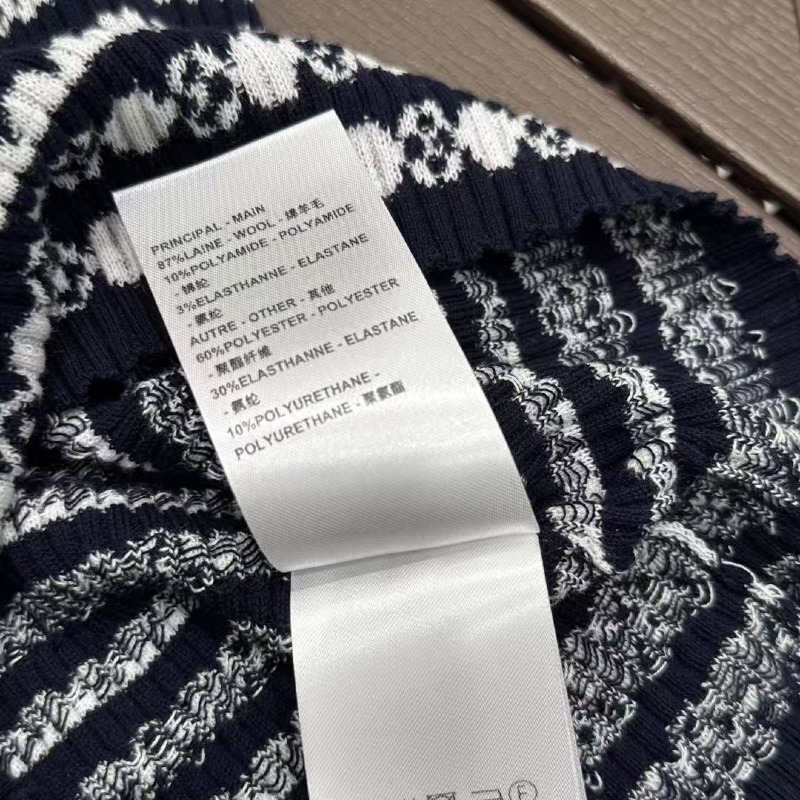 PRINCIPAL - MAIN
87%LAINE - WOOL - 绵羊毛
10%POLYAMIDE - POLYAMIDE
- 锦纶
3%ELASTHANNE - ELASTANE
- 氨纶
AUTRE - OTHER - 其他
60%POLYESTER - POLYESTER
- 聚酯纤维
30%ELASTHANNE - ELASTANE
- 氨纶
10%POLYURETHANE -
POLYURETHANE - 聚氨酯